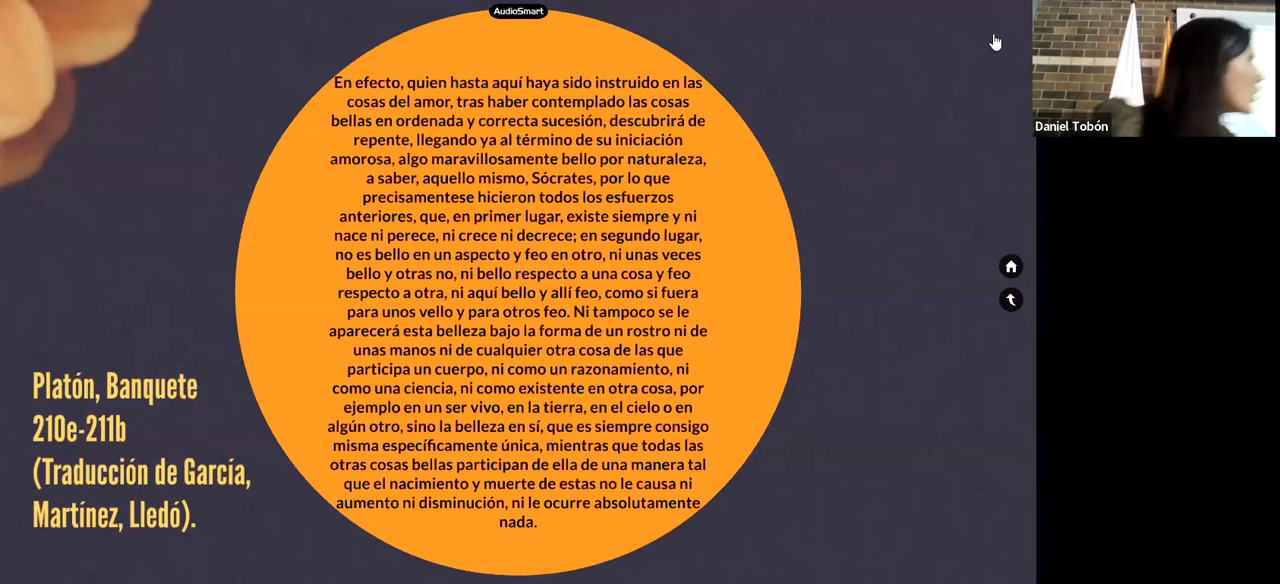 AudioSmart
En efecto, quien hasta aquí haya sido instruido en las
cosas del amor, tras haber contemplado las cosas
bellas en ordenada y correcta sucesión, descubrirá de
repente, llegando ya al término de su iniciación
amorosa, algo maravillosamente bello por naturaleza,
a saber, aquello mismo, Sócrates, por lo que
precisamentese hicieron todos los esfuerzos
anteriores, que, en primer lugar, existe siempre y ni
nace ni perece, ni crece ni decrece; en segundo lugar,
no es bello en un aspecto y feo en otro, ni unas veces
bello y otras no, ni bello respecto a una cosa y feo
respecto a otra, ni aquí bello y allí feo, como si fuera
para unos vello y para otros feo. Ni tampoco se le
aparecerá esta belleza bajo la forma de un rostro ni de
unas manos ni de cualquier otra cosa de las que
participa un cuerpo, ni como un razonamiento, ni
como una ciencia, ni como existente en otra cosa, por
ejemplo en un ser vivo, en la tierra, en el cielo o en
algún otro, sino la belleza en sí, que es siempre consigo
misma específicamente única, mientras que todas las
otras cosas bellas participan de ella de una manera tal
que el nacimiento y muerte de estas no le causa ni
aumento ni disminución, ni le ocurre absolutamente
nada.
Platón, Banquete
210e-211b
(Traducción de García,
Martínez, Lledó).
Daniel Tobón